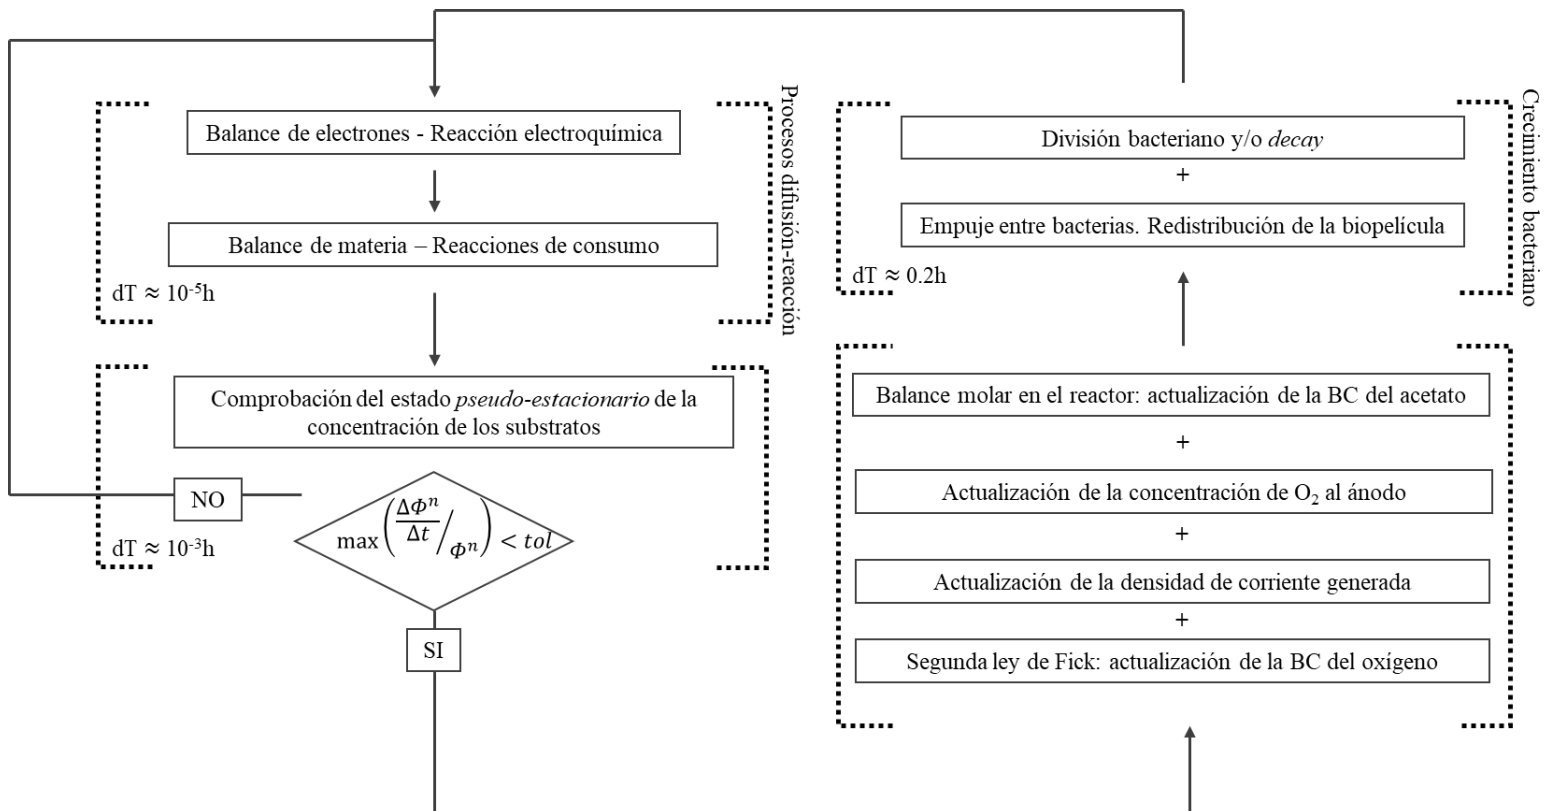 Balance de electrones - Reacción electroquímica
Balance de materia – Reacciones de consumo
dT ≈ 10⁻⁵h
Procesos difusión-reacción
Comprobación del estado pseudo-estacionario de la
concentración de los substratos
NO
max(ΔΦⁿ/Δt/Φⁿ) < tol
dT ≈ 10⁻³h
SI
División bacteriano y/o decay
+
Empuje entre bacterias. Redistribución de la biopelícula
dT ≈ 0.2h
Crecimiento bacteriano
Balance molar en el reactor: actualización de la BC del acetato
+
Actualización de la concentración de O₂ al ánodo
+
Actualización de la densidad de corriente generada
+
Segunda ley de Fick: actualización de la BC del oxígeno